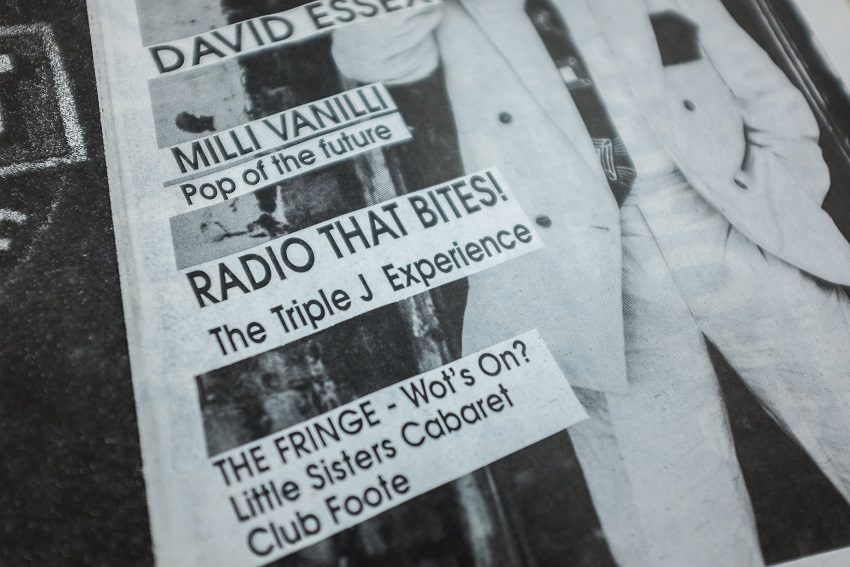 DAVID ESSEX
MILLI VANILLI
Pop of the future
RADIO THAT BITES!
The Triple J Experience
THE FRINGE - Wot's On?
Little Sisters Cabaret
Club Foote